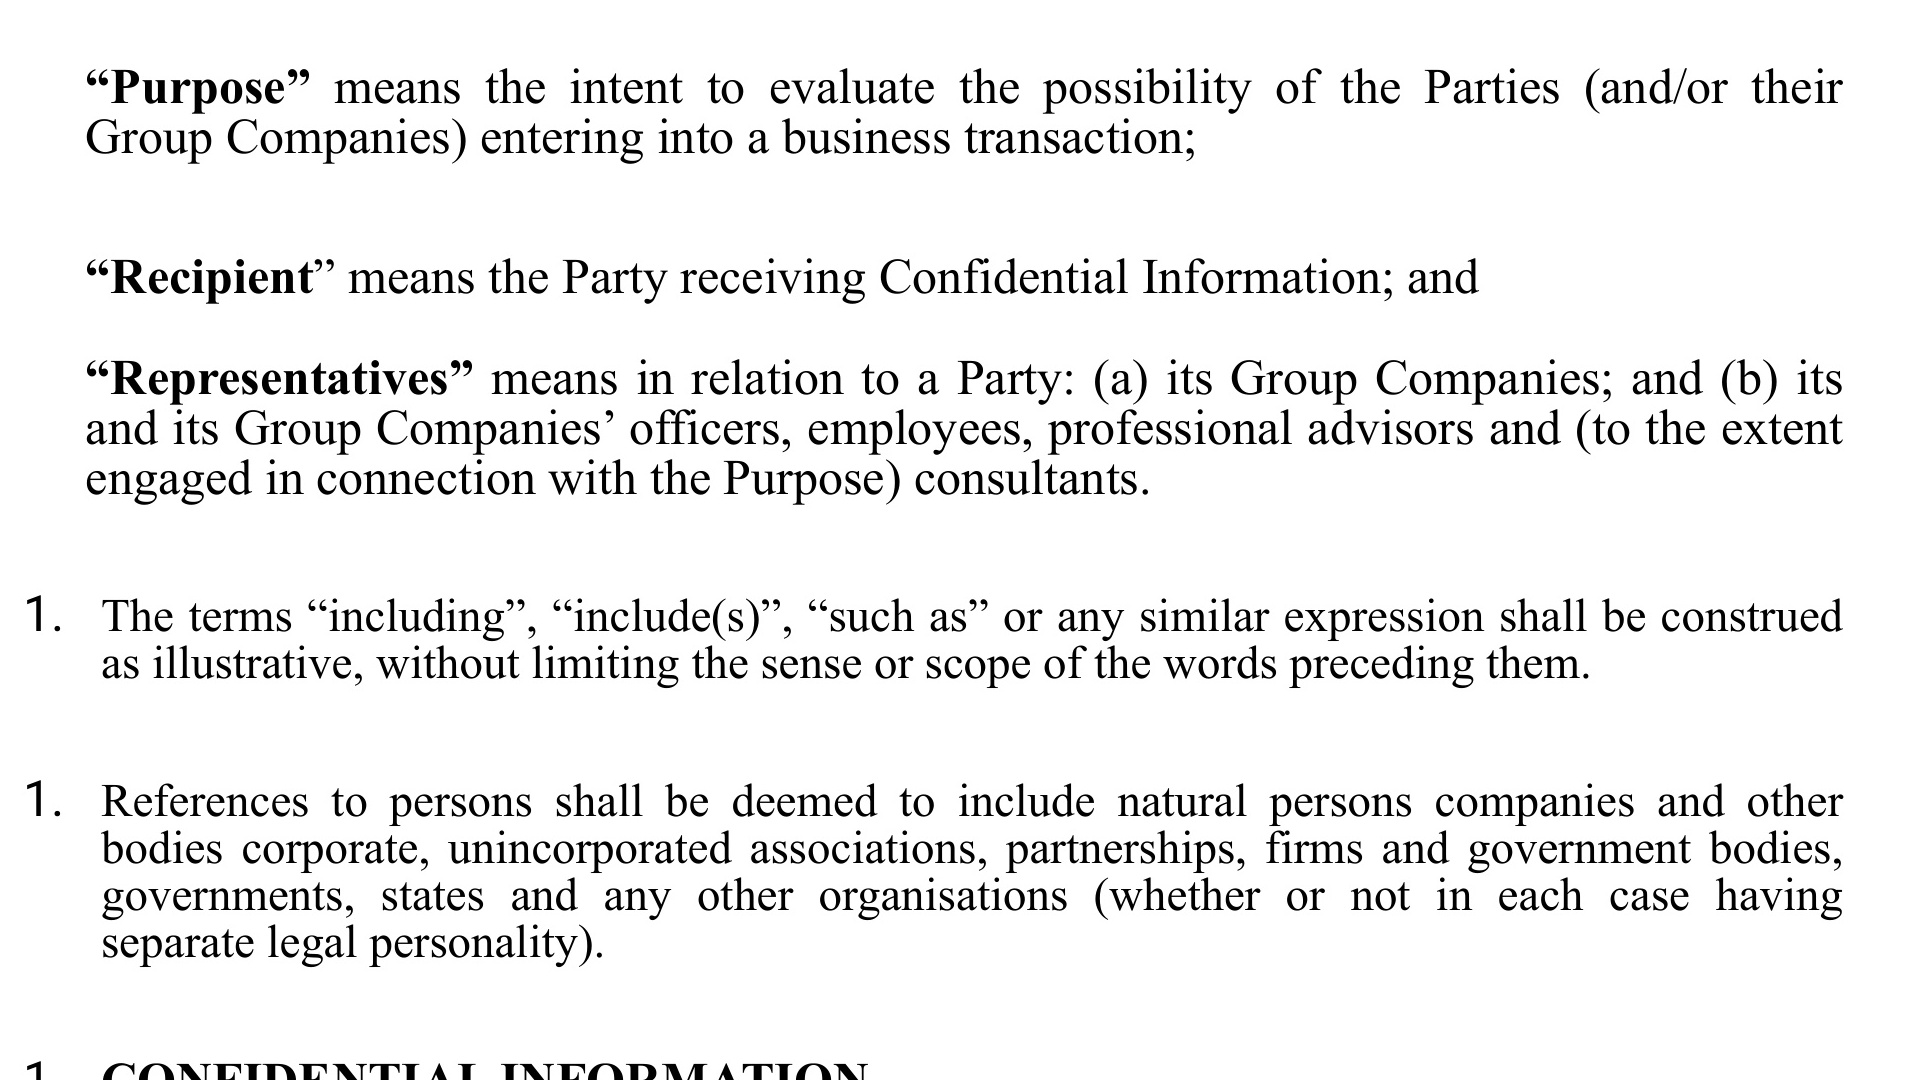 “Purpose” means the intent to evaluate the possibility of the Parties (and/or their
Group Companies) entering into a business transaction;
“Recipient” means the Party receiving Confidential Information; and
“Representatives” means in relation to a Party: (a) its Group Companies; and (b) its
and its Group Companies’ officers, employees, professional advisors and (to the extent
engaged in connection with the Purpose) consultants.
1. The terms “including”, “include(s)”, “such as” or any similar expression shall be construed
as illustrative, without limiting the sense or scope of the words preceding them.
1. References to persons shall be deemed to include natural persons companies and other
bodies corporate, unincorporated associations, partnerships, firms and government bodies,
governments, states and any other organisations (whether or not in each case having
separate legal personality).
1. CONFIDENTIAL INFORMATION